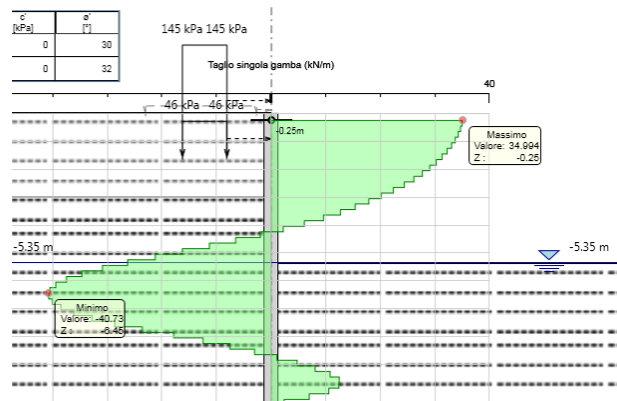 c' ø'
[kPa] [°]
0 30
0 32
145 kPa 145 kPa
Taglio singola gamba (kN/m)
40
46 kPa 46 kPa
-0.25m
Massimo
Valore: 34.994
Z : -0.25
-5.35 m
-5.35 m
Minimo
Valore: -40.73
Z : -6.45